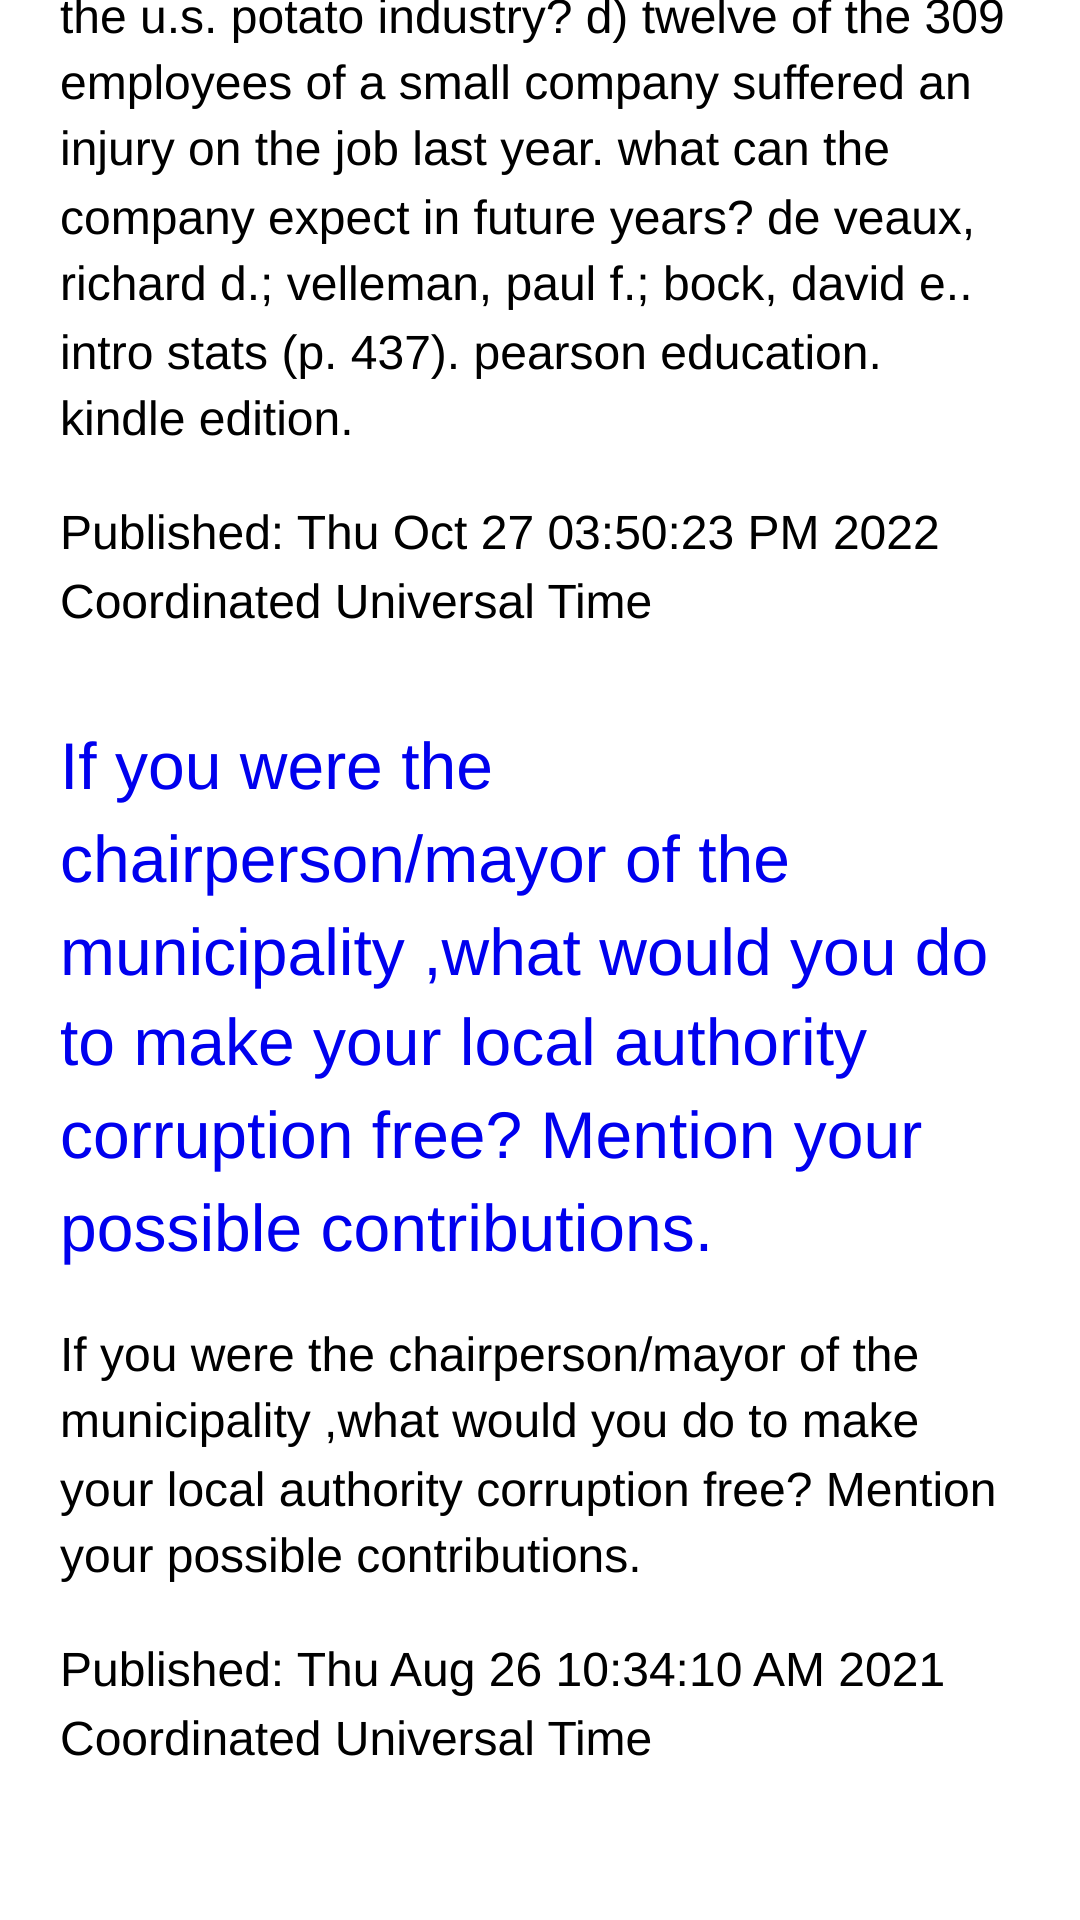 the u.s. potato industry? d) twelve of the 309
employees of a small company suffered an
injury on the job last year. what can the
company expect in future years? de veaux,
richard d.; velleman, paul f.; bock, david e..
intro stats (p. 437). pearson education.
kindle edition.
Published: Thu Oct 27 03:50:23 PM 2022
Coordinated Universal Time
If you were the
chairperson/mayor of the
municipality ,what would you do
to make your local authority
corruption free? Mention your
possible contributions.
If you were the chairperson/mayor of the
municipality ,what would you do to make
your local authority corruption free? Mention
your possible contributions.
Published: Thu Aug 26 10:34:10 AM 2021
Coordinated Universal Time